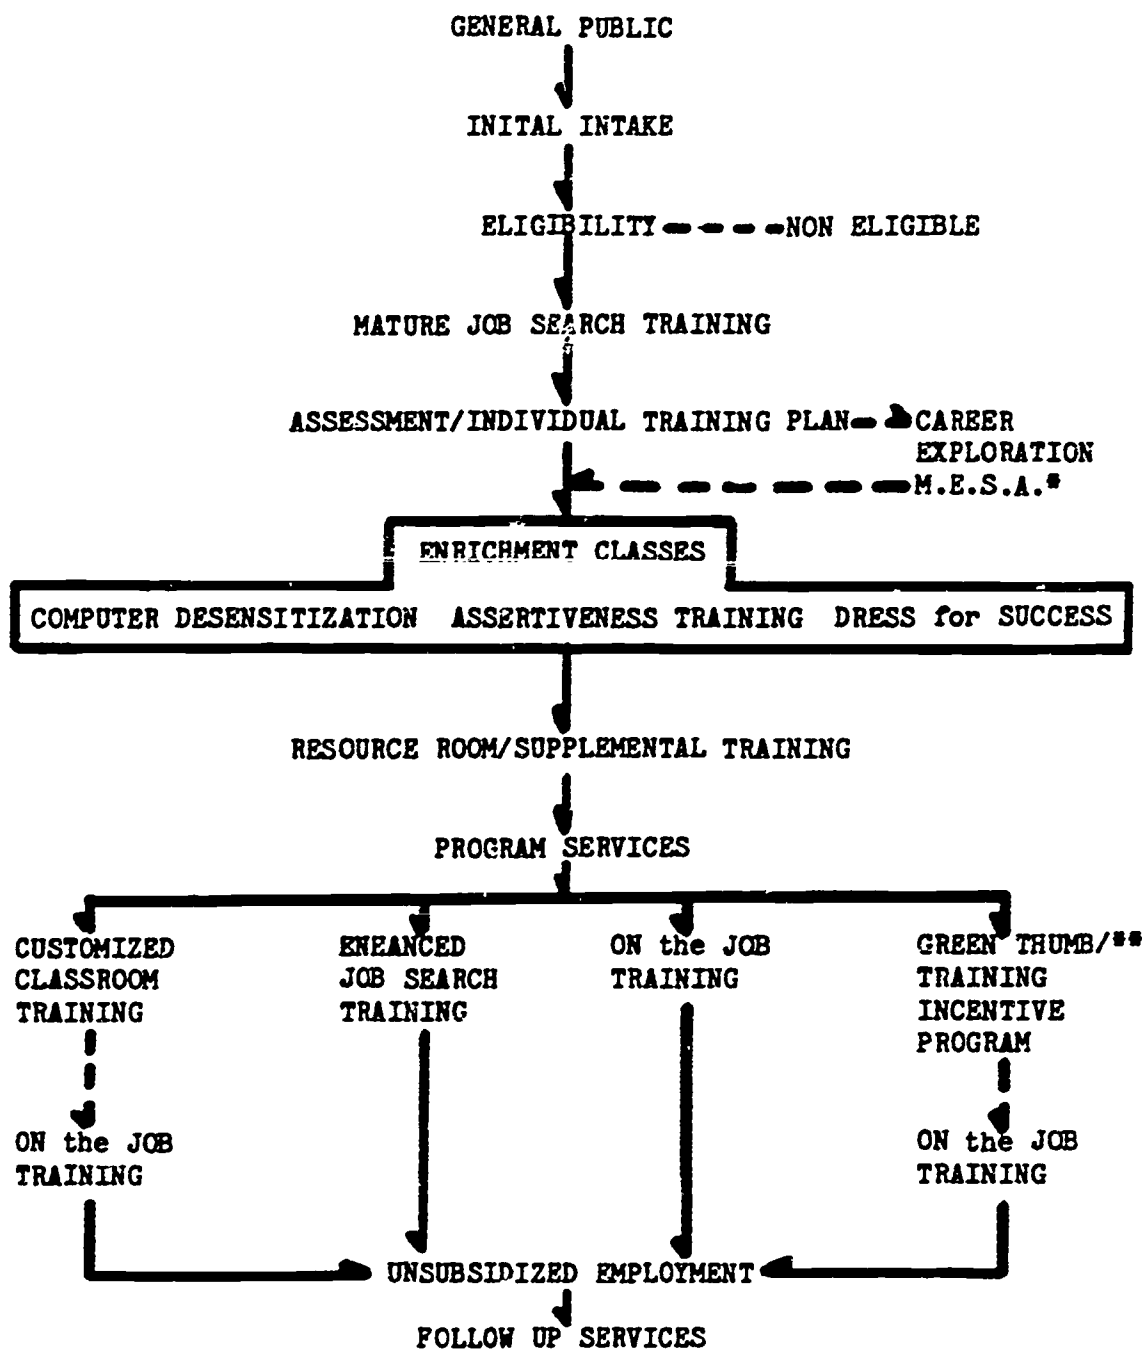 GENERAL PUBLIC
INITAL INTAKE
ELIGIBILITY NON ELIGIBLE
MATURE JOB SEARCH TRAINING
ASSESSMENT/INDIVIDUAL TRAINING PLAN CAREER
EXPLORATION
M.E.S.A.*
ENRICHMENT CLASSES
COMPUTER DESENSITIZATION ASSERTIVENESS TRAINING DRESS for SUCCESS
RESOURCE ROOM/SUPPLEMENTAL TRAINING
PROGRAM SERVICES
CUSTOMIZED
CLASSROOM
TRAINING
ENEANCED
JOB SEARCH
TRAINING
ON the JOB
TRAINING
GREEN THUMB/**
TRAINING
INCENTIVE
PROGRAM
ON the JOB
TRAINING
ON the JOB
TRAINING
UNSUBSIDIZED EMPLOYMENT
FOLLOW UP SERVICES